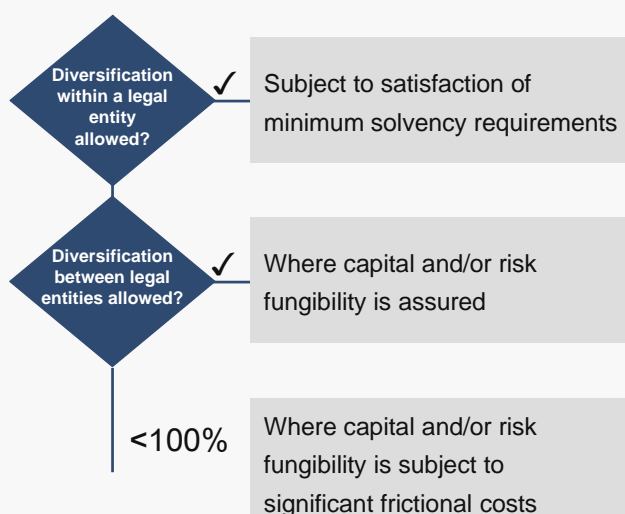 Diversification
within a legal
entity
allowed?
✓
Subject to satisfaction of
minimum solvency requirements
Diversification
between legal
entities allowed?
✓
Where capital and/or risk
fungibility is assured
<100%
Where capital and/or risk
fungibility is subject to
significant frictional costs